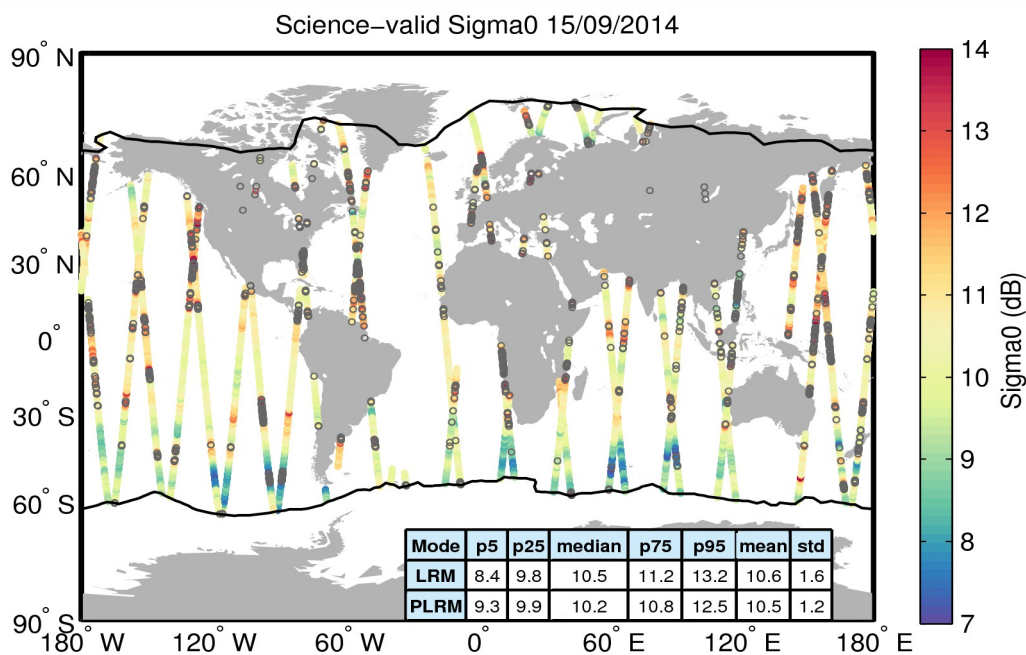 Science−valid Sigma0 15/09/2014
90° N
60° N
30° N
0°
30° S
60° S
90° S
180° W
120° W
60° W
0°
60° E
120° E
180° E
14
13
12
11
10
9
8
7
Sigma0 (dB)
Mode p5 p25 median p75 p95 mean std
LRM 8.4 9.8 10.5 11.2 13.2 10.6 1.6
PLRM 9.3 9.9 10.2 10.8 12.5 10.5 1.2